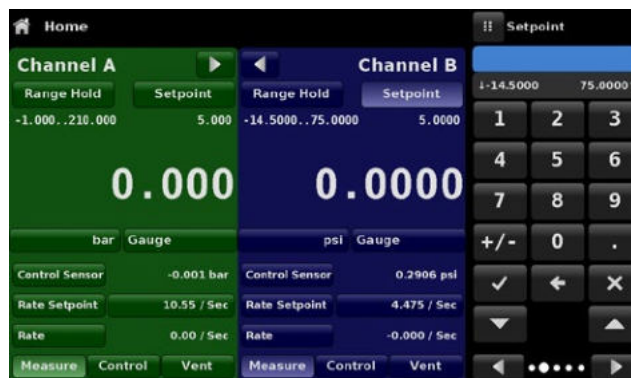 Home
Channel A
Range Hold Setpoint
-1.000..210.000 5.000
0.000
bar Gauge
Control Sensor -0.001 bar
Rate Setpoint 10.55 / Sec
Rate 0.00 / Sec
Measure Control Vent
Channel B
Range Hold Setpoint
-14.5000..75.0000 5.0000
0.0000
psi Gauge
Control Sensor 0.2906 psi
Rate Setpoint 4.475 / Sec
Rate -0.000 / Sec
Measure Control Vent
Setpoint
↓-14.5000 75.0000↑
1 2 3
4 5 6
7 8 9
+/- 0 .